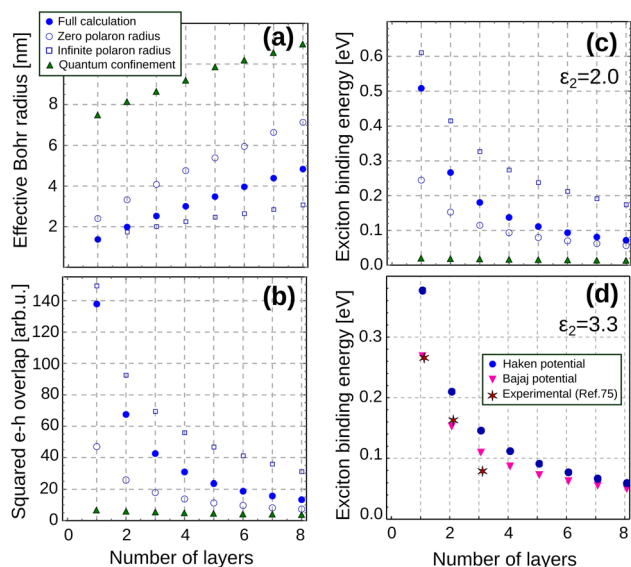 Full calculation
Zero polaron radius
Infinite polaron radius
Quantum confinement
(a)
Effective Bohr radius [nm]
8
6
4
2
(b)
Squared e-h overlap [arb.u.]
140
120
100
80
60
40
20
0
0 2 4 6 8
Number of layers
(c)
ε2=2.0
Exciton binding energy [eV]
0.6
0.5
0.4
0.3
0.2
0.1
0.0
(d)
ε2=3.3
Exciton binding energy [eV]
0.3
0.2
0.1
0.0
Haken potential
Bajaj potential
Experimental (Ref.75)
0 2 4 6 8
Number of layers